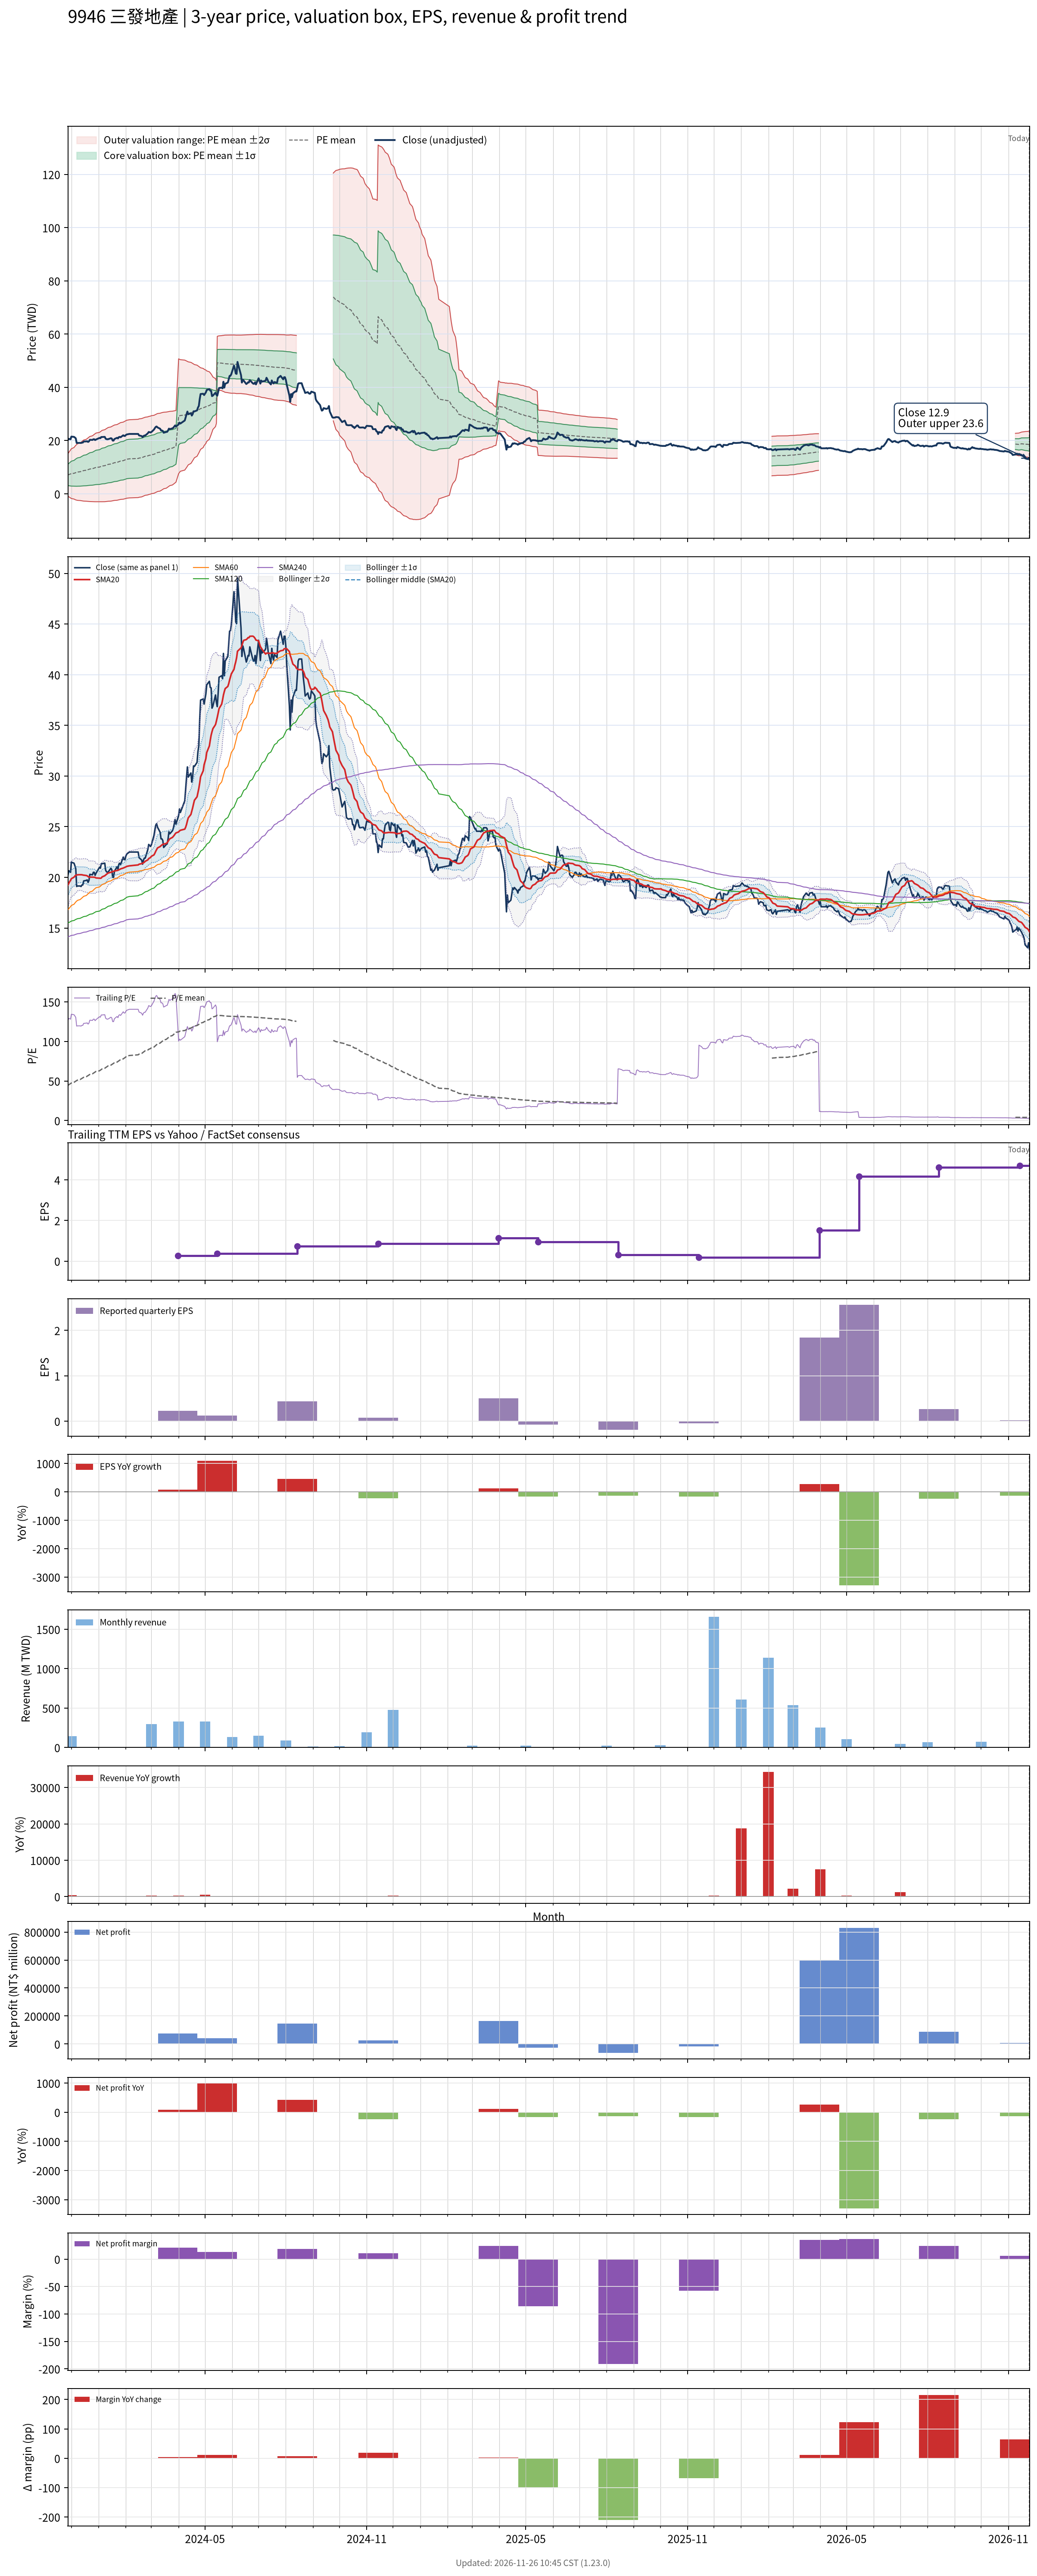 9946 三發地產 | 3-year price, valuation box, EPS, revenue & profit trend
Outer valuation range: PE mean ±2σ
PE mean
Close (unadjusted)
Core valuation box: PE mean ±1σ
Today
Price (TWD)
120
100
80
60
40
20
0
Close 12.9
Outer upper 23.6
Close (same as panel 1)
SMA20
SMA60
SMA120
SMA240
Bollinger ±2σ
Bollinger ±1σ
Bollinger middle (SMA20)
Price
50
45
40
35
30
25
20
15
Trailing P/E
P/E mean
P/E
150
100
50
0
Trailing TTM EPS vs Yahoo / FactSet consensus
Today
EPS
4
2
0
Reported quarterly EPS
EPS
2
1
0
EPS YoY growth
YoY (%)
1000
0
-1000
-2000
-3000
Monthly revenue
Revenue (M TWD)
1500
1000
500
0
Revenue YoY growth
YoY (%)
30000
20000
10000
0
Month
Net profit
Net profit (NT$ million)
800000
600000
400000
200000
0
Net profit YoY
YoY (%)
1000
0
-1000
-2000
-3000
Net profit margin
Margin (%)
0
-50
-100
-150
-200
Margin YoY change
Δ margin (pp)
200
100
0
-100
-200
2024-05
2024-11
2025-05
2025-11
2026-05
2026-11
Updated: 2026-11-26 10:45 CST (1.23.0)